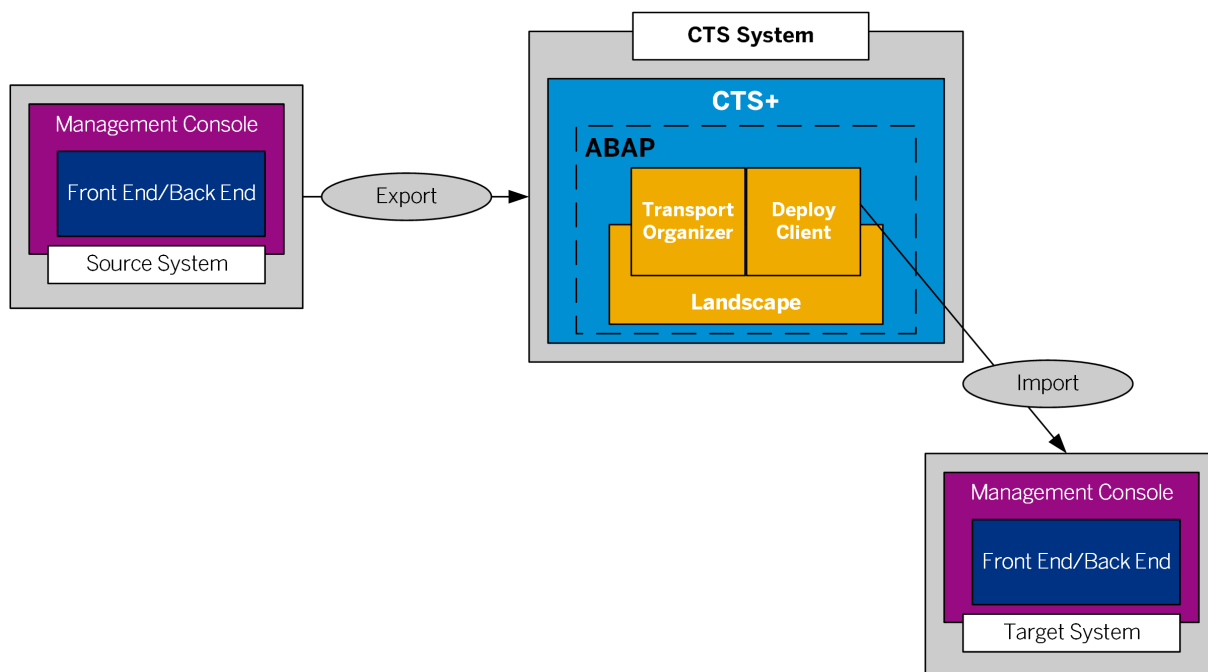 CTS System
CTS+
Management Console
ABAP
Front End/Back End
Export
Transport
Organizer
Deploy
Client
Source System
Landscape
Import
Management Console
Front End/Back End
Target System